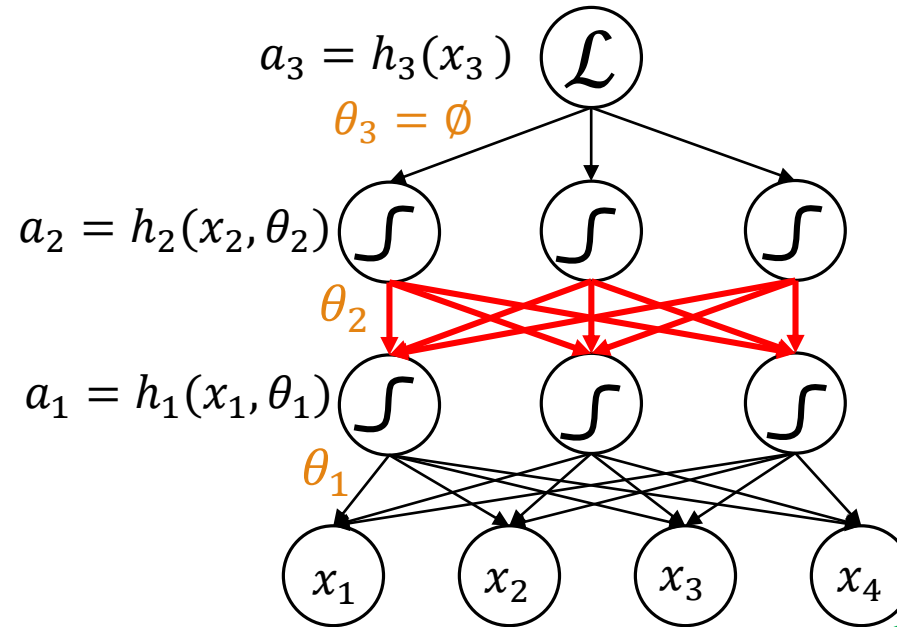 a₃ = h₃(x₃ )
ℒ
θ₃ = ∅
a₂ = h₂(x₂, θ₂)
θ₂
a₁ = h₁(x₁, θ₁)
θ₁
x₁ x₂ x₃ x₄